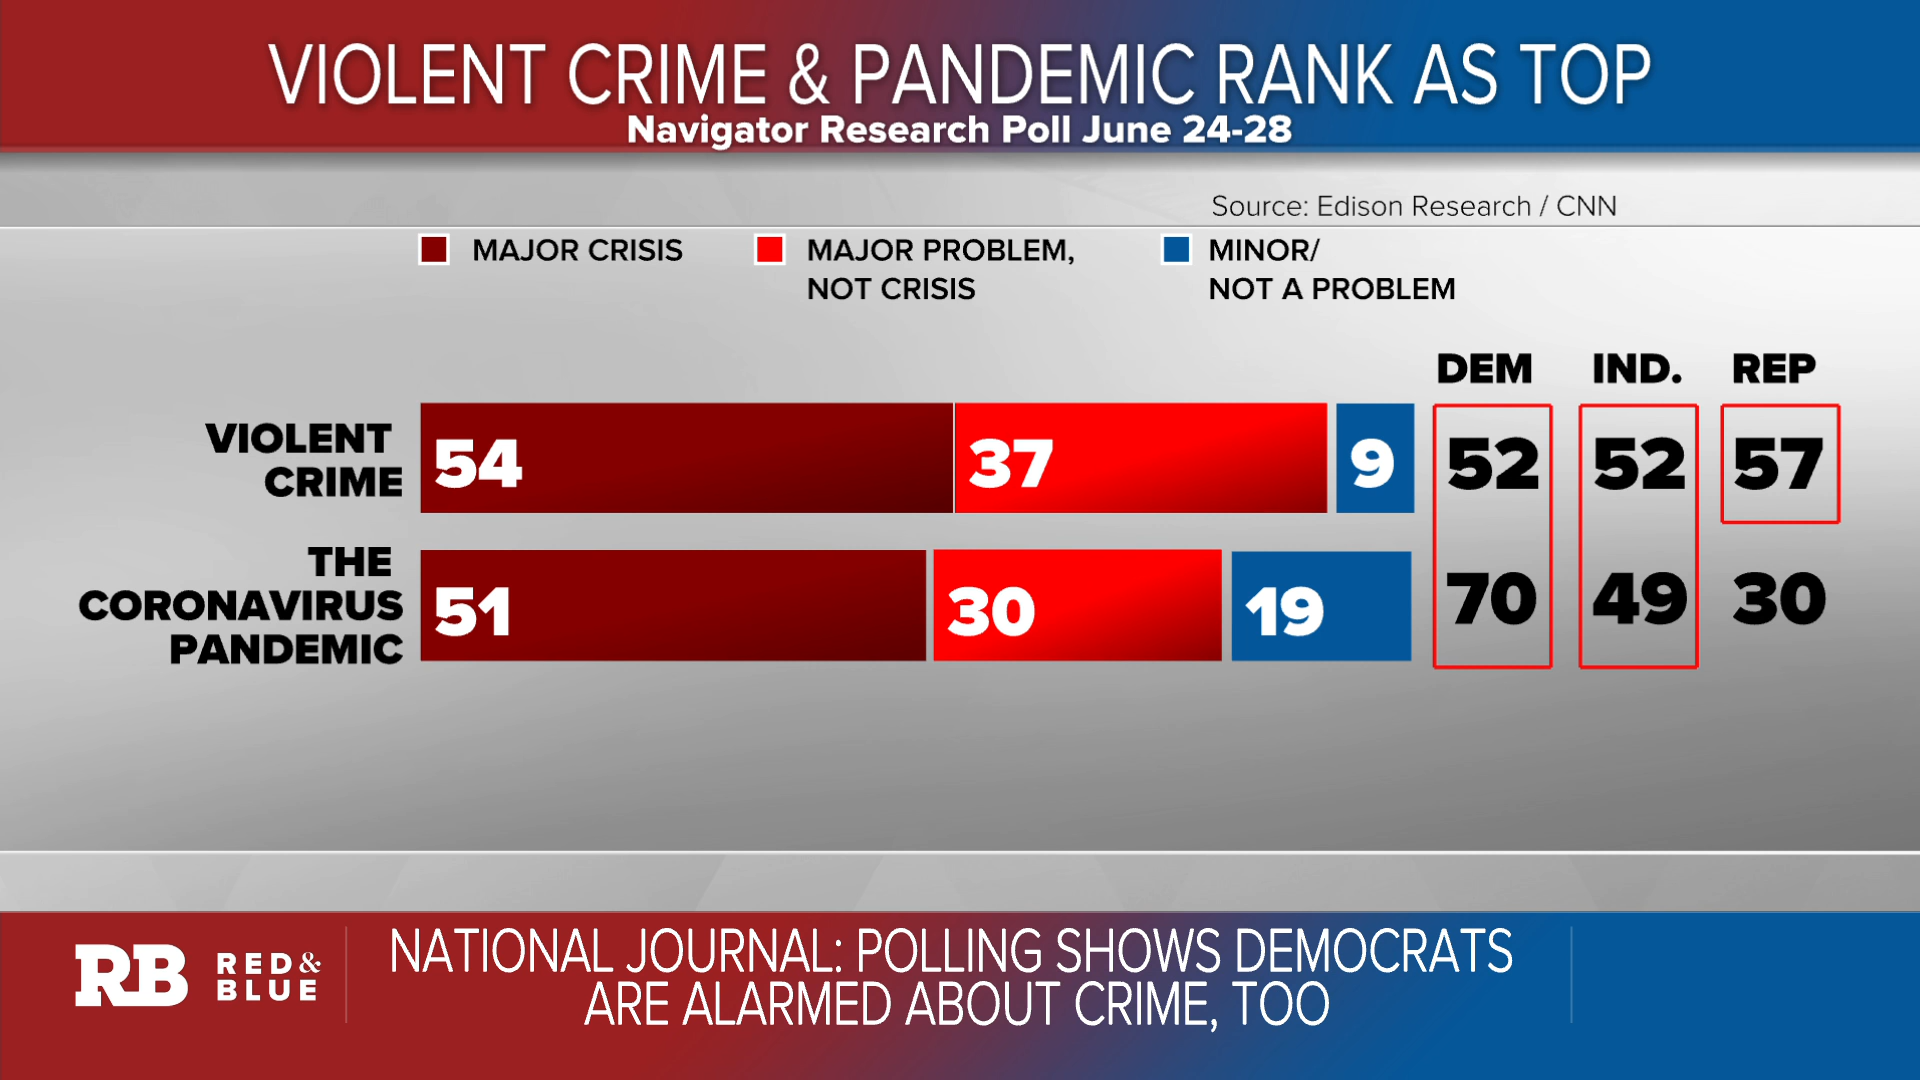 VIOLENT CRIME & PANDEMIC RANK AS TOP
Navigator Research Poll June 24-28
Source: Edison Research / CNN
MAJOR CRISIS
MAJOR PROBLEM,
NOT CRISIS
MINOR/
NOT A PROBLEM
DEM IND. REP
VIOLENT
CRIME
54 37 9 52 52 57
THE
CORONAVIRUS
PANDEMIC
51 30 19 70 49 30
RB
RED&
BLUE
NATIONAL JOURNAL: POLLING SHOWS DEMOCRATS
ARE ALARMED ABOUT CRIME, TOO